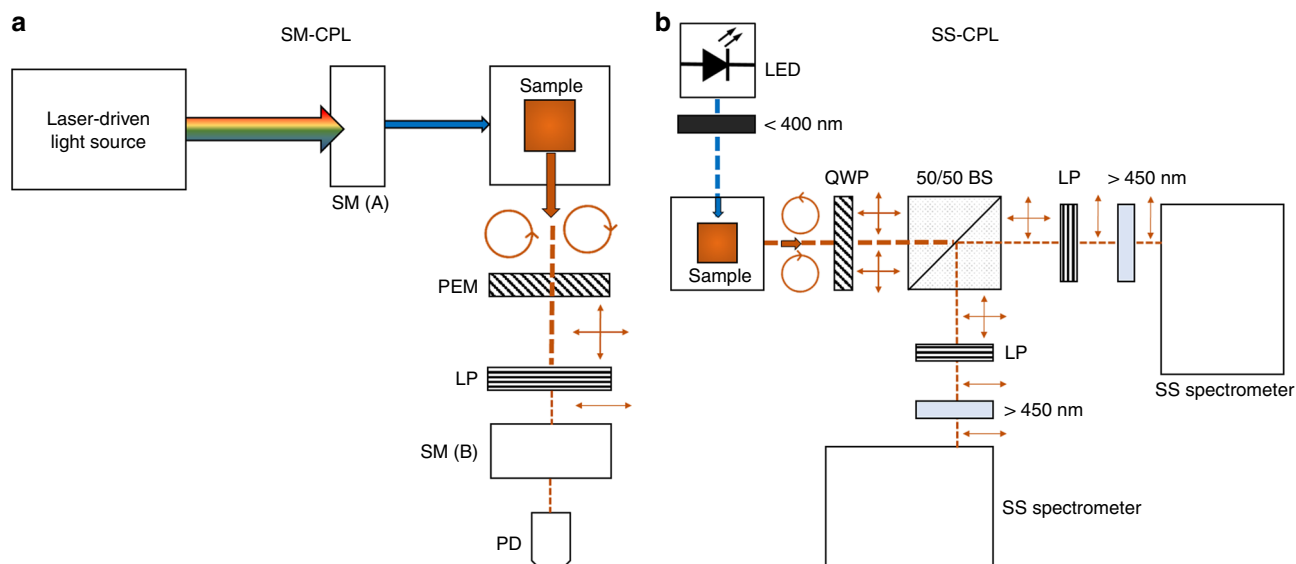 a
SM-CPL
Laser-driven
light source
SM (A)
Sample
PEM
LP
SM (B)
PD
b
SS-CPL
LED
< 400 nm
Sample
QWP
50/50 BS
LP
> 450 nm
SS spectrometer
LP
> 450 nm
SS spectrometer